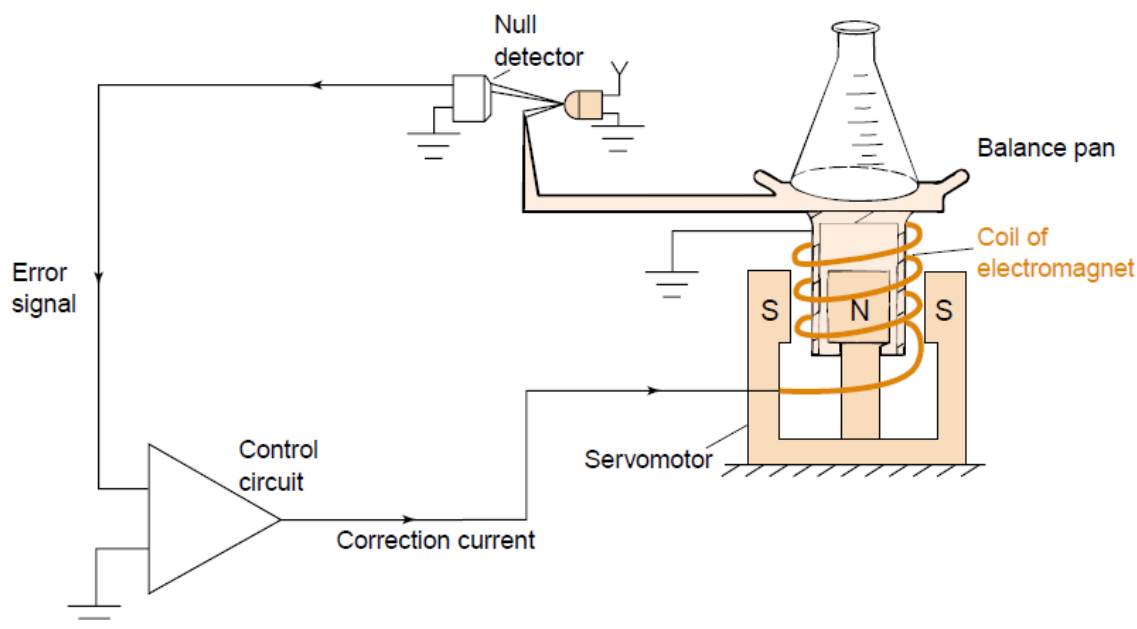 Null
detector
Balance pan
Coil of
electromagnet
Error
signal
S
N
S
Control
circuit
Servomotor
Correction current